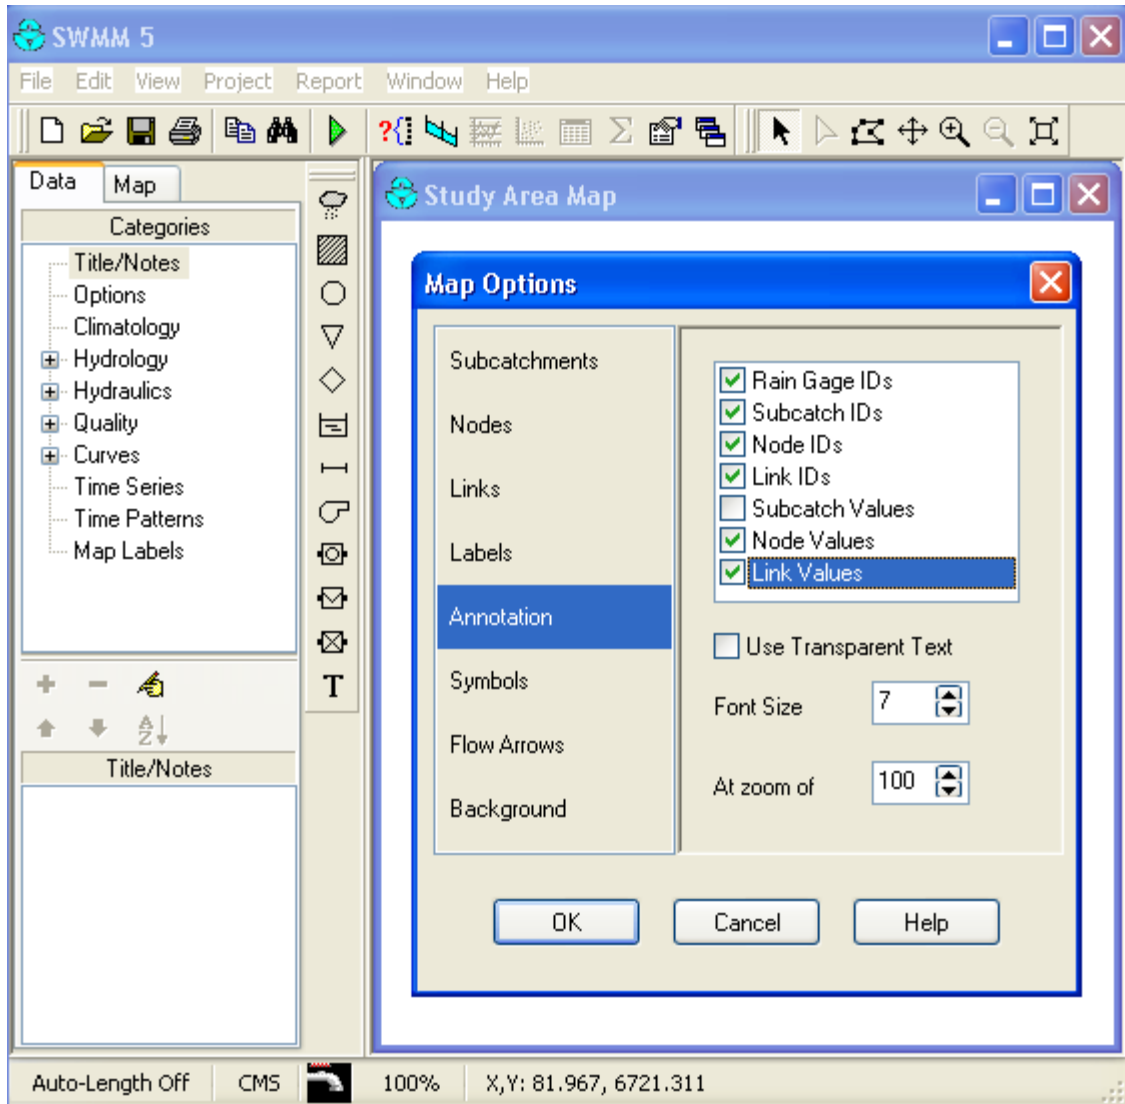 SWMM 5
File Edit View Project Report Window Help
Data Map
Categories
Title/Notes
Options
Climatology
Hydrology
Hydraulics
Quality
Curves
Time Series
Time Patterns
Map Labels
A
Z
Title/Notes
T
Study Area Map
Map Options
Subcatchments
Nodes
Links
Labels
Annotation
Symbols
Flow Arrows
Background
Rain Gage IDs
Subcatch IDs
Node IDs
Link IDs
Subcatch Values
Node Values
Link Values
Use Transparent Text
Font Size 7
At zoom of 100
OK Cancel Help
Auto-Length Off CMS 100% X,Y: 81.967, 6721.311